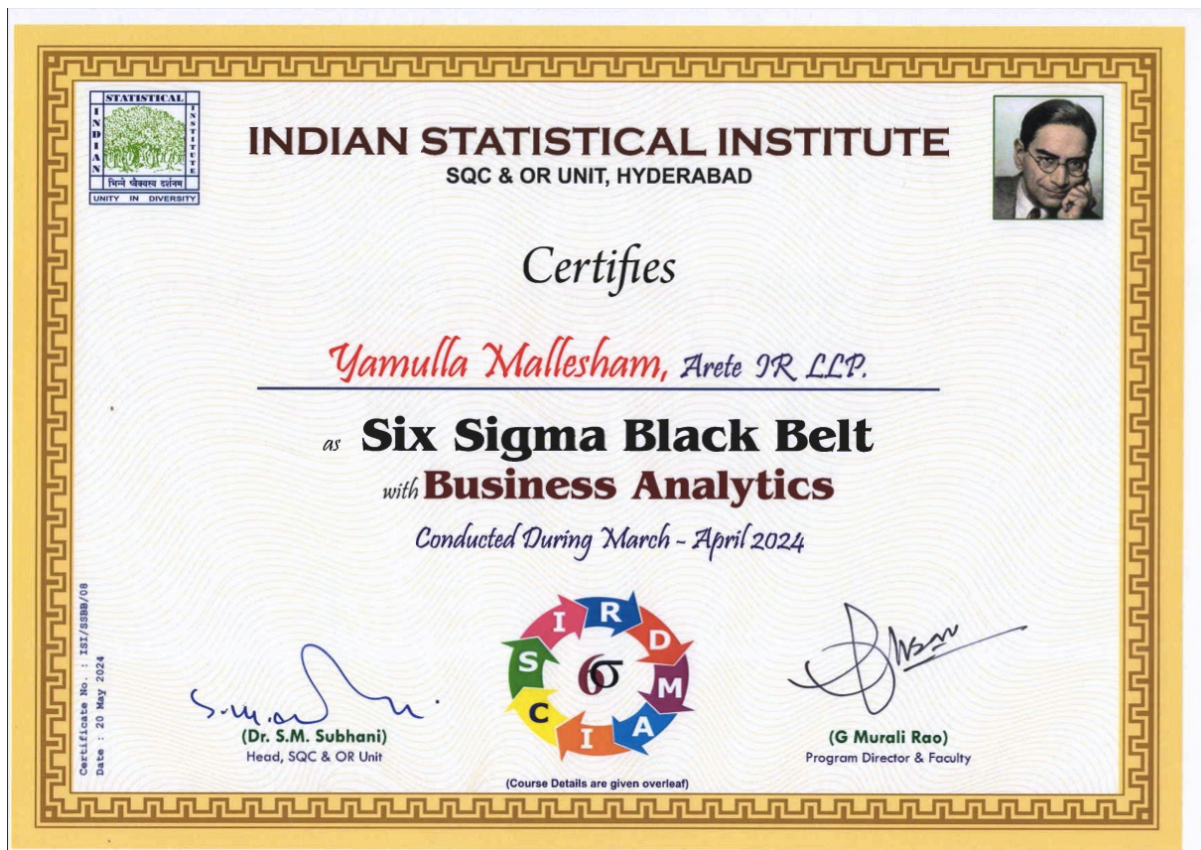 STATISTICAL
INDIAN
INSTITUTE
भिन्ने ष्वैक्यस्य दर्शनम्
UNITY IN DIVERSITY
INDIAN STATISTICAL INSTITUTE
SQC & OR UNIT, HYDERABAD
Certifies
Yamulla Mallesham, Arete IR LLP.
as Six Sigma Black Belt
with Business Analytics
Conducted During March - April 2024
Certificate No. : ISI/SSBB/08
Date : 20 May 2024
I R D M A I C S
6σ
(Dr. S.M. Subhani)
Head, SQC & OR Unit
(G Murali Rao)
Program Director & Faculty
(Course Details are given overleaf)